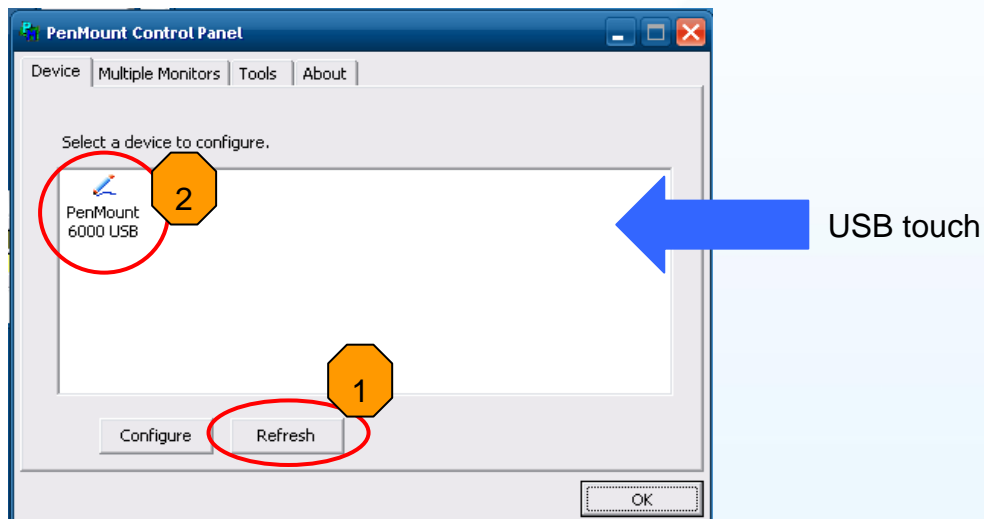 PenMount Control Panel
Device Multiple Monitors Tools About
Select a device to configure.
2
PenMount
6000 USB
USB touch
1
Configure Refresh
OK